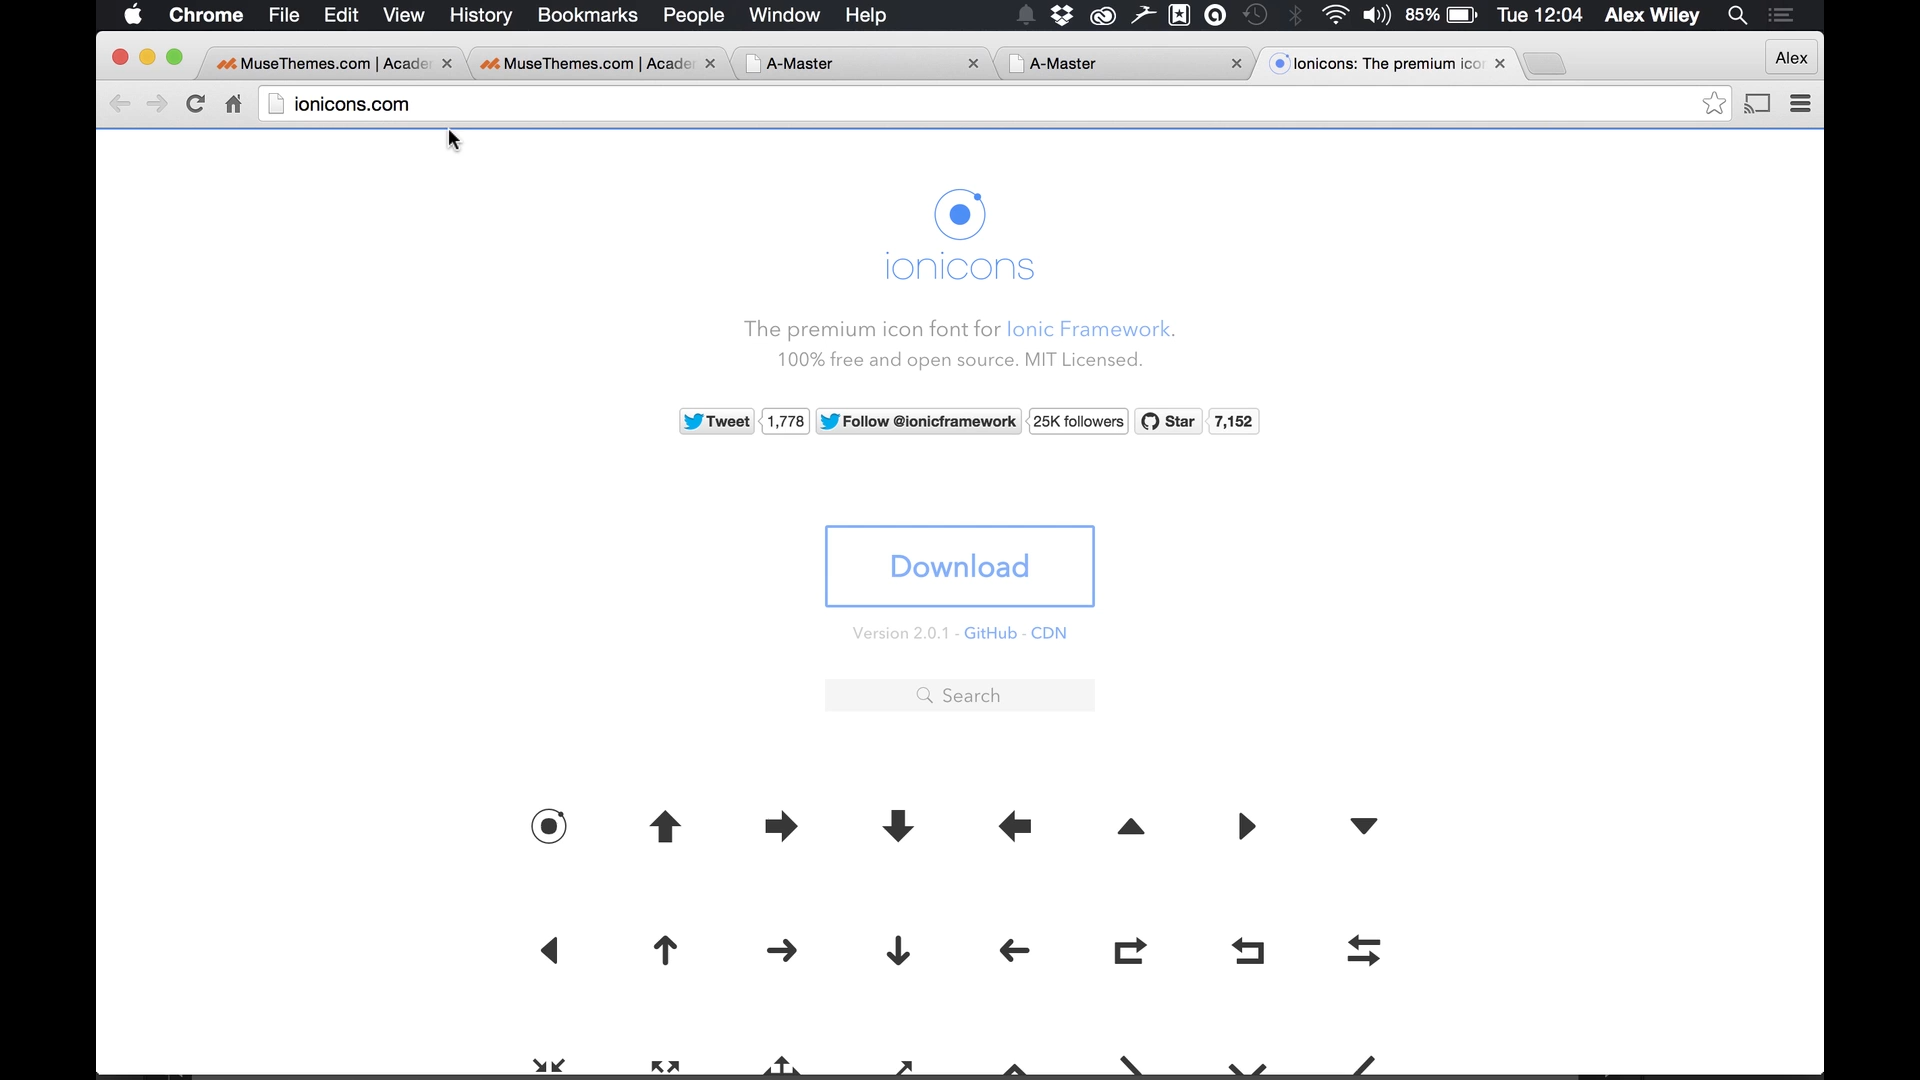 Chrome File Edit View History Bookmarks People Window Help 85% Tue 12:04 Alex Wiley
MuseThemes.com | Acader MuseThemes.com | Acader A-Master A-Master Ionicons: The premium icon Alex
ionicons.com
ionicons
The premium icon font for Ionic Framework.
100% free and open source. MIT Licensed.
Tweet 1,778 Follow @ionicframework 25K followers Star 7,152
Download
Version 2.0.1 - GitHub - CDN
Search